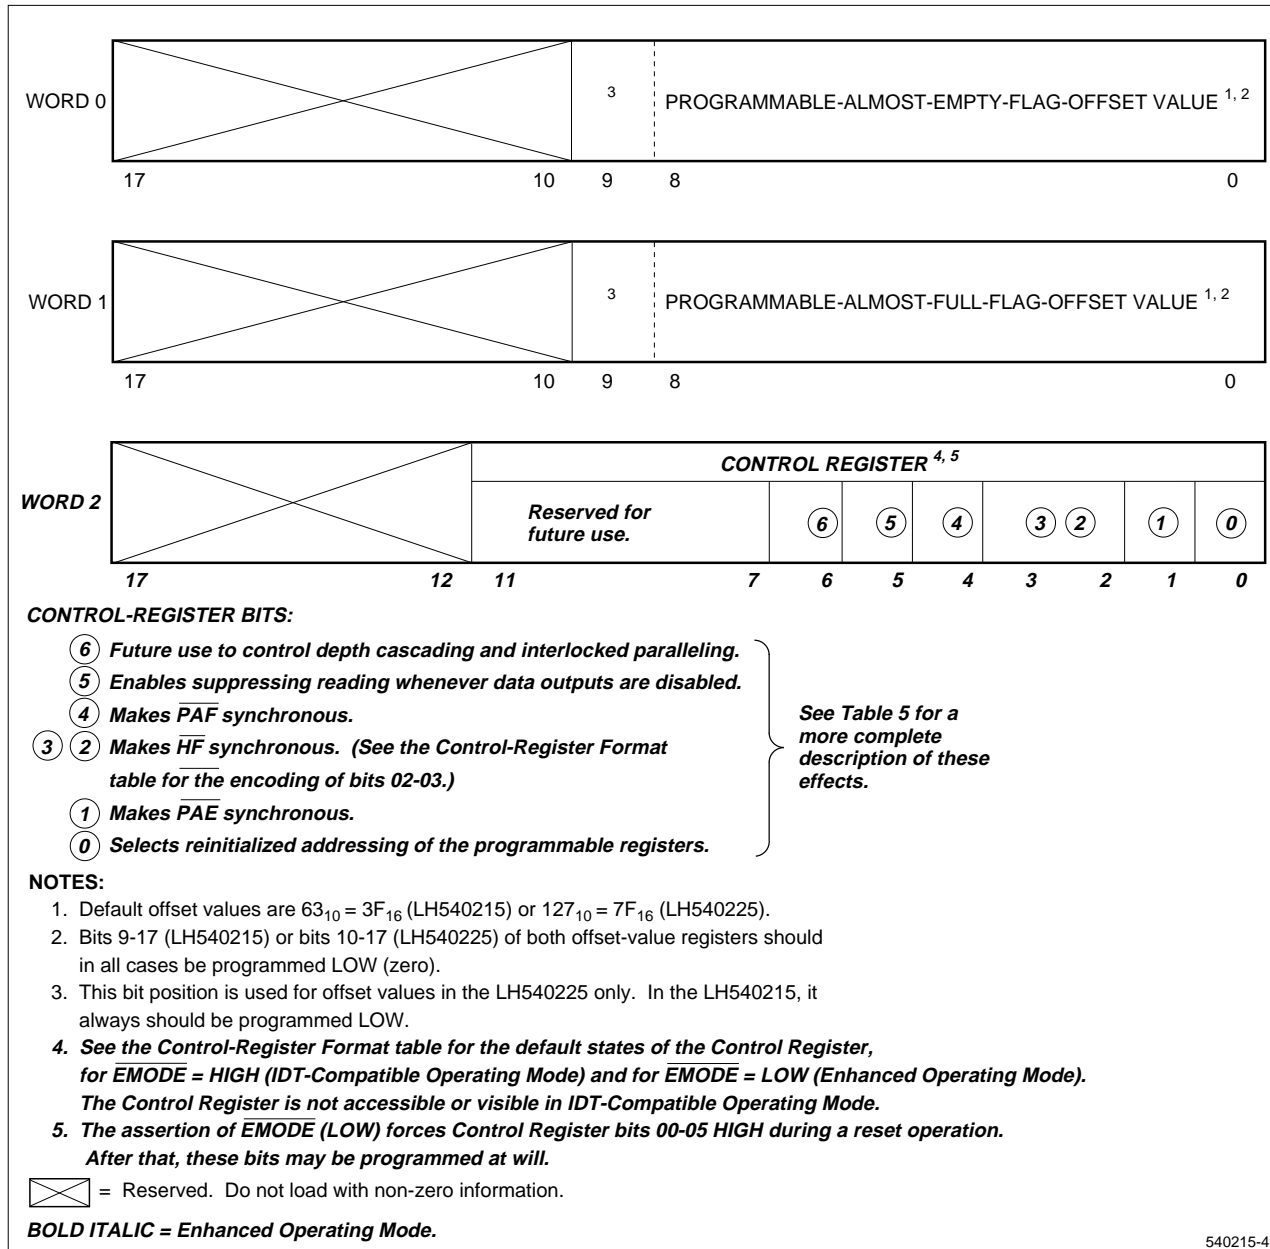 WORD 0
3
PROGRAMMABLE-ALMOST-EMPTY-FLAG-OFFSET VALUE 1, 2
17 10 9 8 0
WORD 1
3
PROGRAMMABLE-ALMOST-FULL-FLAG-OFFSET VALUE 1, 2
17 10 9 8 0
CONTROL REGISTER 4, 5
WORD 2
Reserved for
future use.
6 5 4 3 2 1 0
17 12 11 7 6 5 4 3 2 1 0
CONTROL-REGISTER BITS:
6 Future use to control depth cascading and interlocked paralleling.
5 Enables suppressing reading whenever data outputs are disabled.
4 Makes PAF synchronous.
3 2 Makes HF synchronous. (See the Control-Register Format
table for the encoding of bits 02-03.)
1 Makes PAE synchronous.
0 Selects reinitialized addressing of the programmable registers.
See Table 5 for a
more complete
description of these
effects.
NOTES:
1. Default offset values are 63₁₀ = 3F₁₆ (LH540215) or 127₁₀ = 7F₁₆ (LH540225).
2. Bits 9-17 (LH540215) or bits 10-17 (LH540225) of both offset-value registers should
in all cases be programmed LOW (zero).
3. This bit position is used for offset values in the LH540225 only. In the LH540215, it
always should be programmed LOW.
4. See the Control-Register Format table for the default states of the Control Register,
for EMODE = HIGH (IDT-Compatible Operating Mode) and for EMODE = LOW (Enhanced Operating Mode).
The Control Register is not accessible or visible in IDT-Compatible Operating Mode.
5. The assertion of EMODE (LOW) forces Control Register bits 00-05 HIGH during a reset operation.
After that, these bits may be programmed at will.
= Reserved. Do not load with non-zero information.
BOLD ITALIC = Enhanced Operating Mode.
540215-4